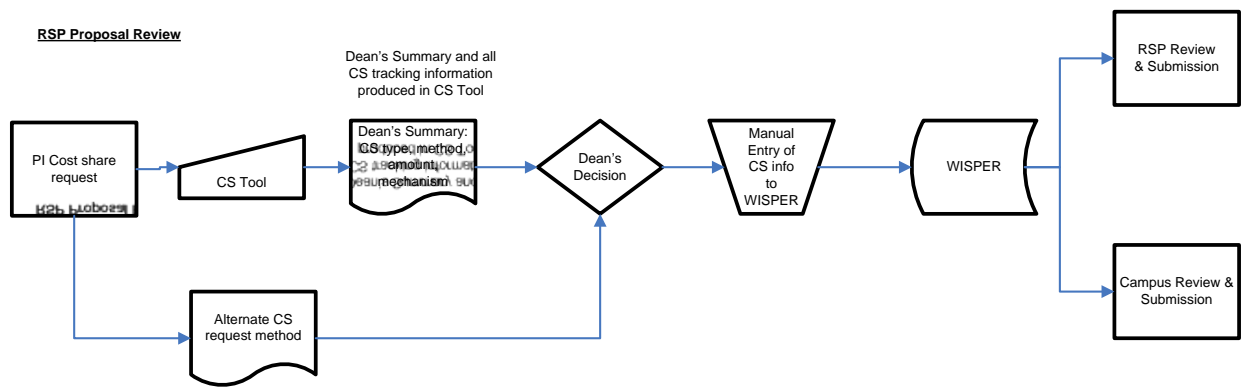 RSP Proposal Review
Dean's Summary and all
CS tracking information
produced in CS Tool
PI Cost share
request
CS Tool
Dean's Summary:
CS type, method,
amount,
mechanism
Dean's
Decision
Manual
Entry of
CS info
to
WISPER
WISPER
RSP Review
& Submission
Campus Review &
Submission
Alternate CS
request method